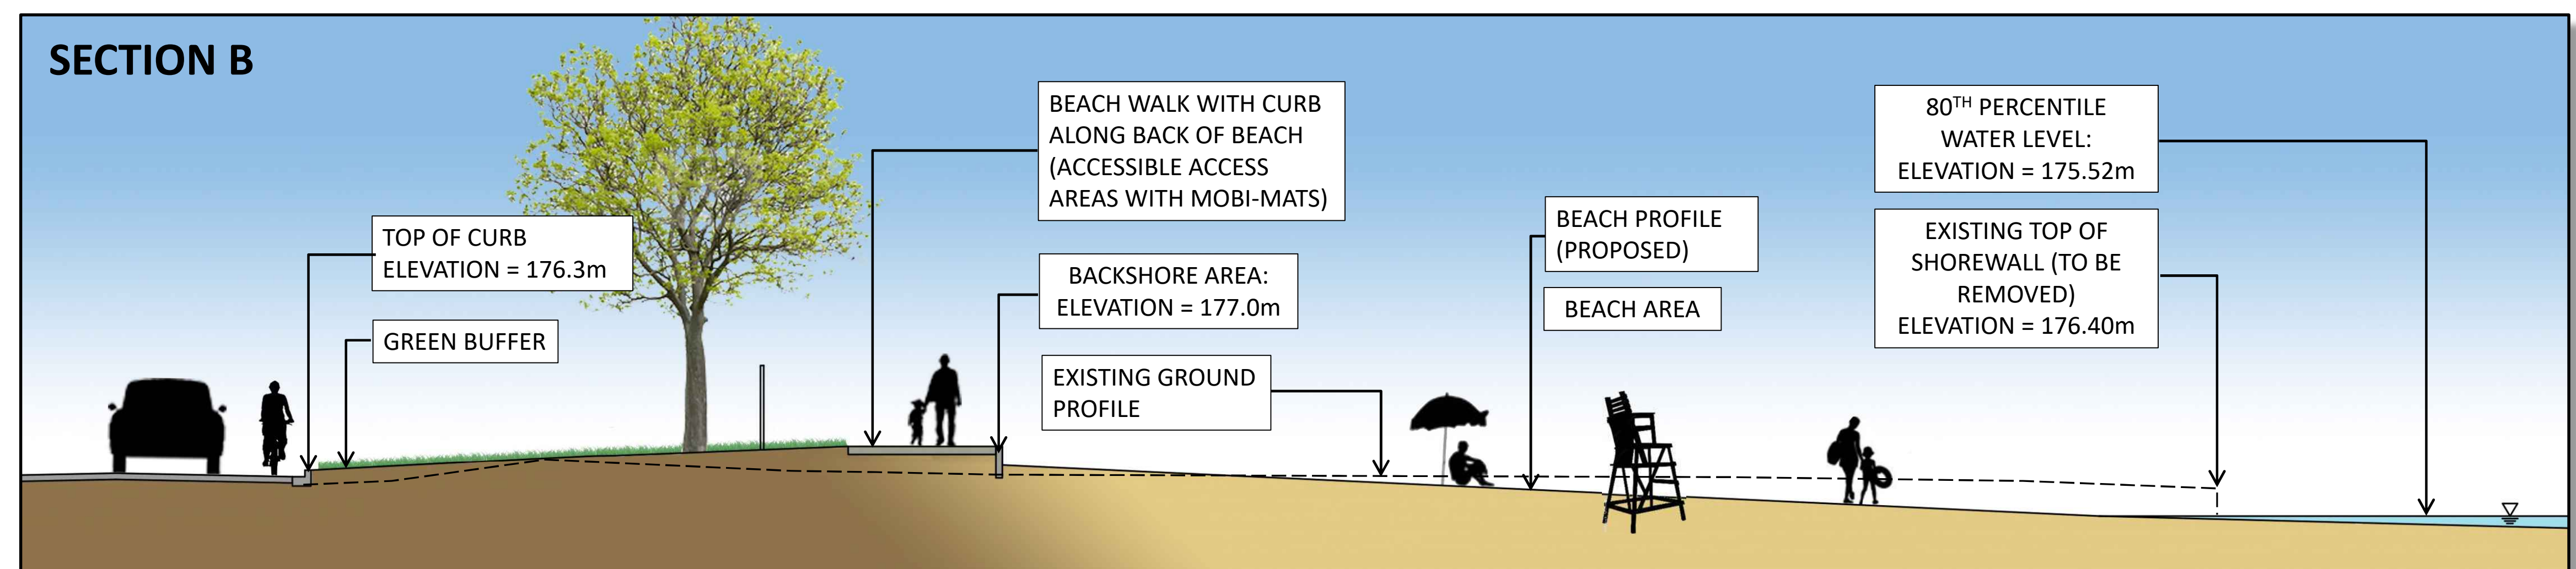 SECTION B
TOP OF CURB
ELEVATION = 176.3m
GREEN BUFFER
BEACH WALK WITH CURB
ALONG BACK OF BEACH
(ACCESSIBLE ACCESS
AREAS WITH MOBI-MATS)
BACKSHORE AREA:
ELEVATION = 177.0m
EXISTING GROUND
PROFILE
BEACH PROFILE
(PROPOSED)
BEACH AREA
80TH PERCENTILE
WATER LEVEL:
ELEVATION = 175.52m
EXISTING TOP OF
SHOREWALL (TO BE
REMOVED)
ELEVATION = 176.40m